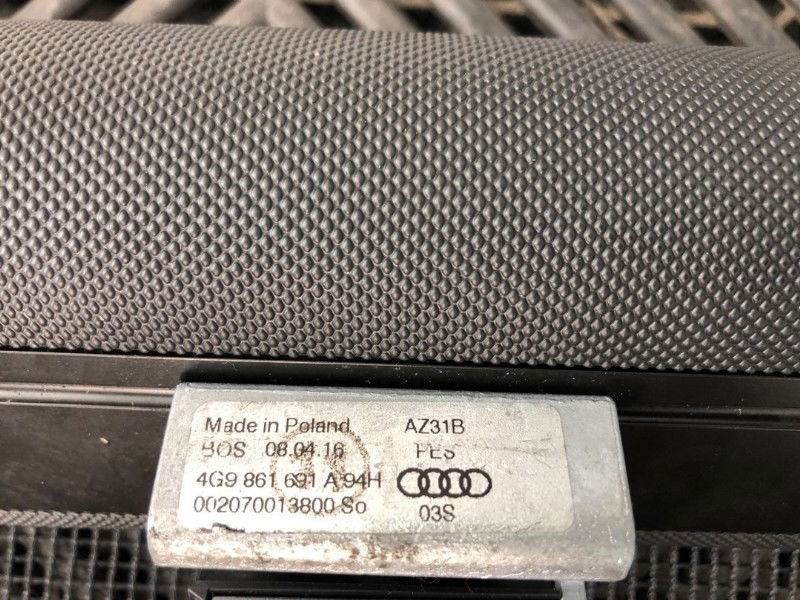 Made in Poland AZ31B
BOS 08.04.16 PES
4G9 861 691 A 94H
002070013800 So 03S